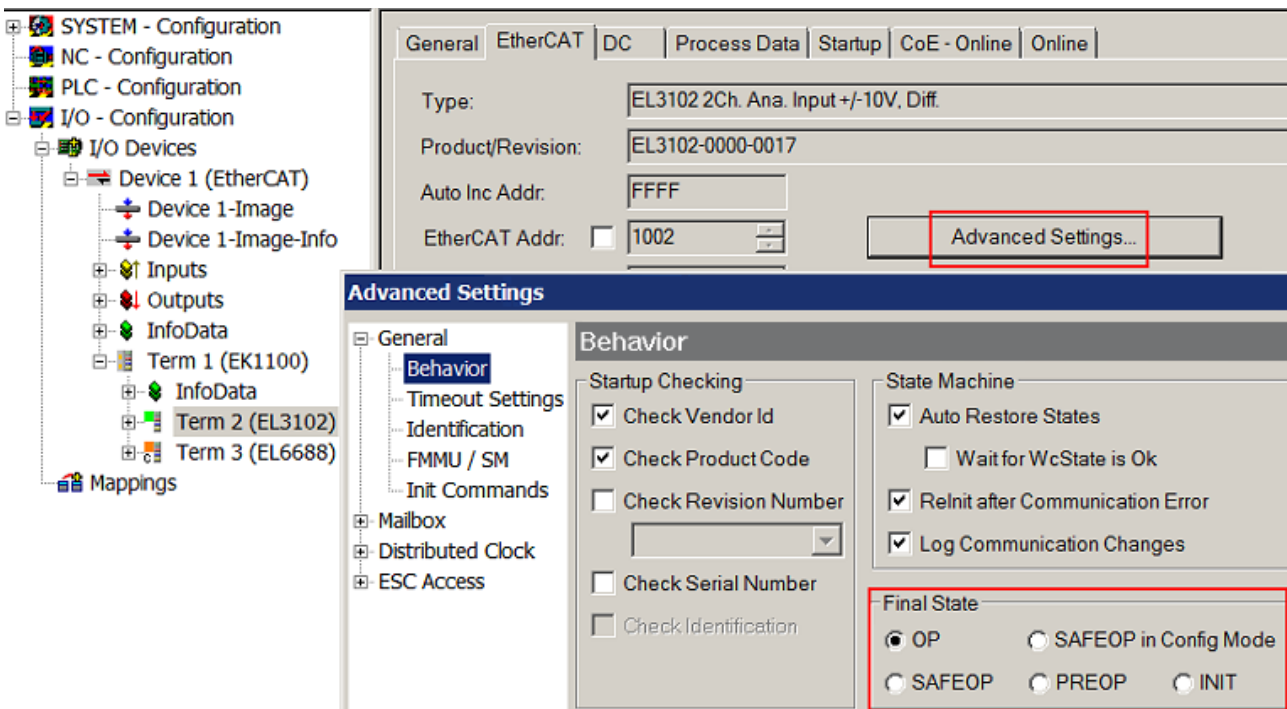 SYSTEM - Configuration
NC - Configuration
PLC - Configuration
I/O - Configuration
I/O Devices
Device 1 (EtherCAT)
Device 1-Image
Device 1-Image-Info
Inputs
Outputs
InfoData
Term 1 (EK1100)
InfoData
Term 2 (EL3102)
Term 3 (EL6688)
Mappings
General EtherCAT DC Process Data Startup CoE - Online Online
Type: EL3102 2Ch. Ana. Input +/-10V, Diff.
Product/Revision: EL3102-0000-0017
Auto Inc Addr: FFFF
EtherCAT Addr: 1002 Advanced Settings...
Advanced Settings
General
Behavior
Timeout Settings
Identification
FMMU / SM
Init Commands
Mailbox
Distributed Clock
ESC Access
Behavior
Startup Checking
Check Vendor Id
Check Product Code
Check Revision Number
Check Serial Number
Check Identification
State Machine
Auto Restore States
Wait for WcState is Ok
ReInit after Communication Error
Log Communication Changes
Final State
OP SAFEOP in Config Mode
SAFEOP PREOP INIT